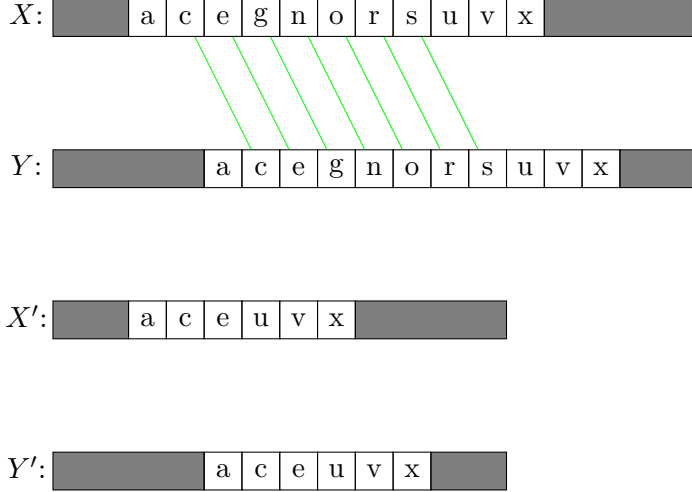 X: a c e g n o r s u v x
Y: a c e g n o r s u v x
X′: a c e u v x
Y′: a c e u v x